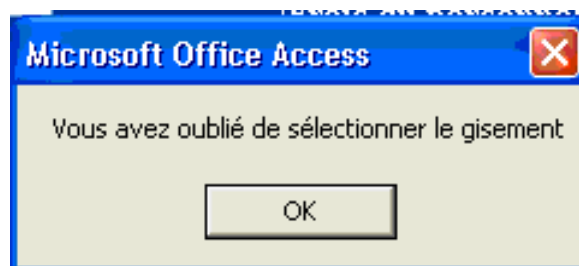 Microsoft Office Access
Vous avez oublié de sélectionner le gisement
OK